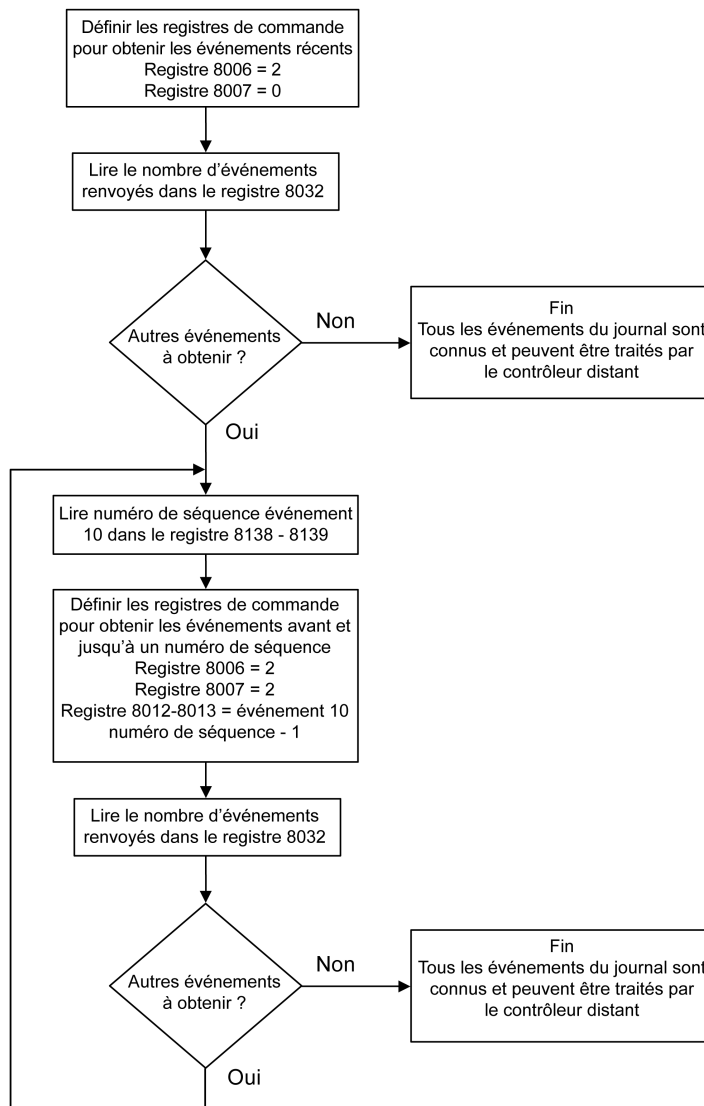 Définir les registres de commande
pour obtenir les événements récents
Registre 8006 = 2
Registre 8007 = 0
Lire le nombre d’événements
renvoyés dans le registre 8032
Autres événements
à obtenir ?
Non
Fin
Tous les événements du journal sont
connus et peuvent être traités par
le contrôleur distant
Oui
Lire numéro de séquence événement
10 dans le registre 8138 - 8139
Définir les registres de commande
pour obtenir les événements avant et
jusqu’à un numéro de séquence
Registre 8006 = 2
Registre 8007 = 2
Registre 8012-8013 = événement 10
numéro de séquence - 1
Lire le nombre d’événements
renvoyés dans le registre 8032
Autres événements
à obtenir ?
Non
Fin
Tous les événements du journal sont
connus et peuvent être traités par
le contrôleur distant
Oui